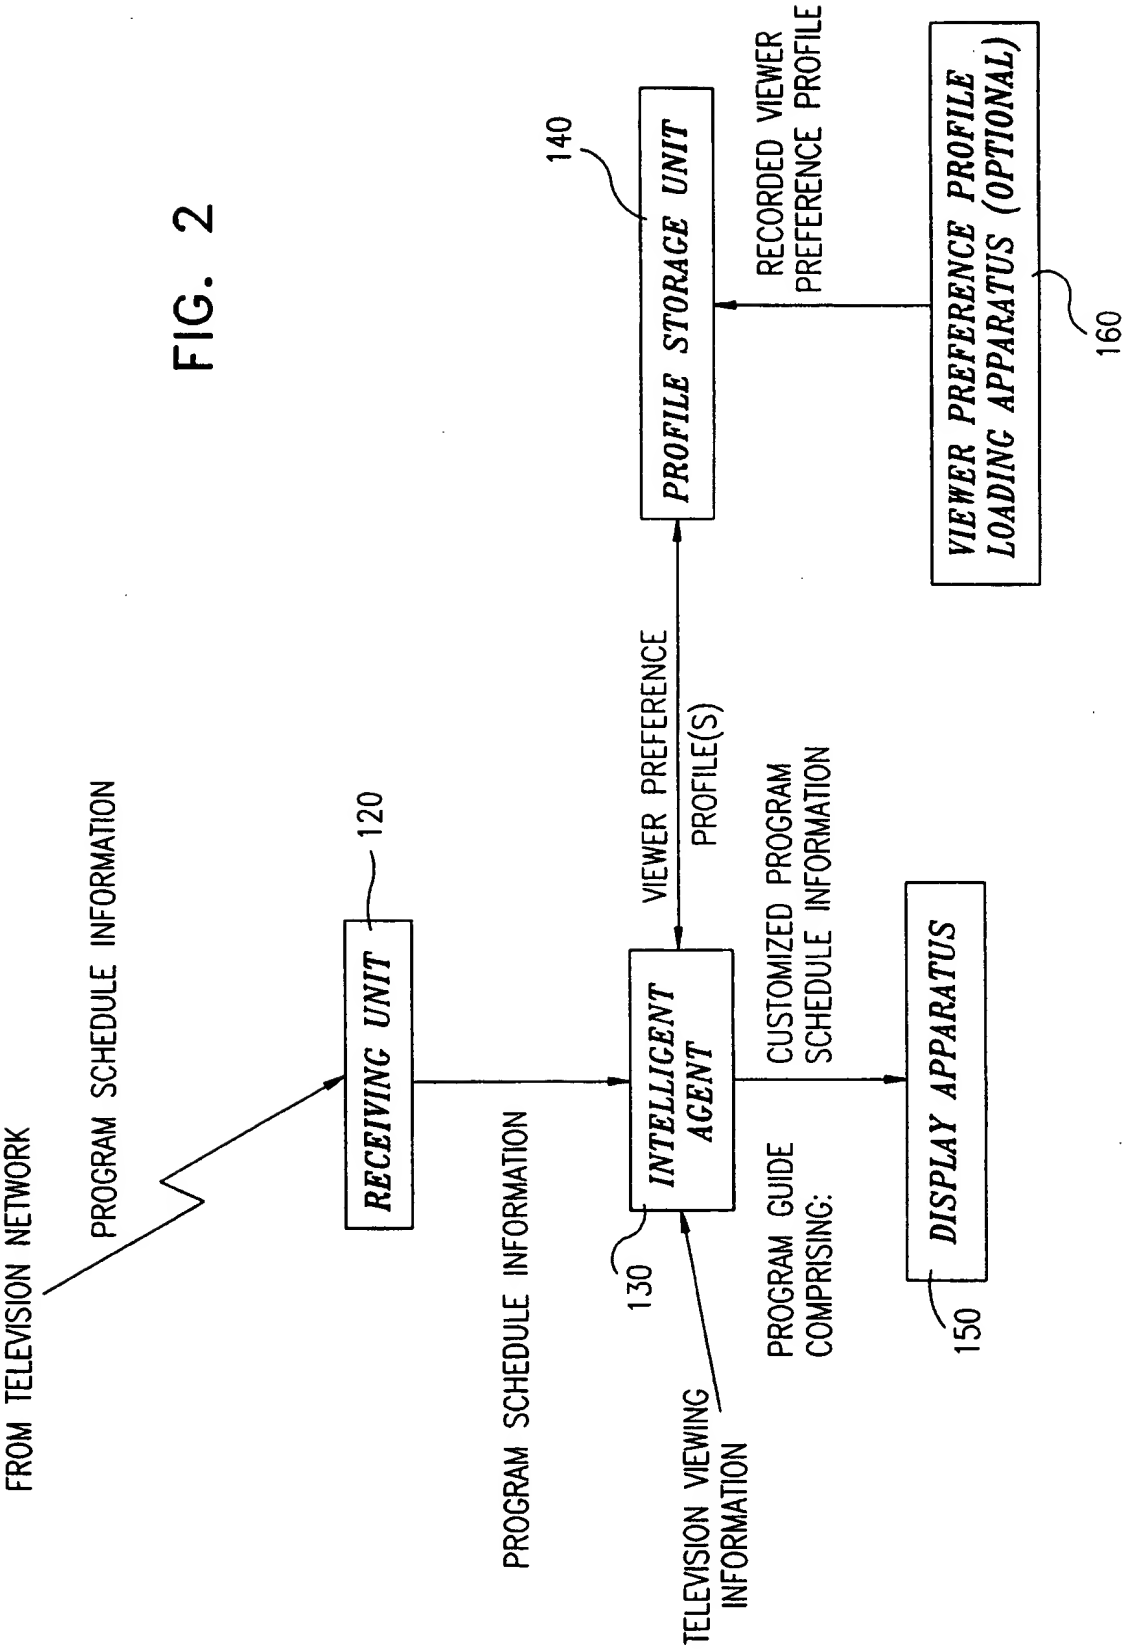 FIG. 2
FROM TELEVISION NETWORK
PROGRAM SCHEDULE INFORMATION
RECEIVING UNIT
120
PROGRAM SCHEDULE INFORMATION
140
INTELLIGENT
AGENT
130
VIEWER PREFERENCE
PROFILE(S)
PROFILE STORAGE UNIT
TELEVISION VIEWING
INFORMATION
PROGRAM GUIDE
COMPRISING:
CUSTOMIZED PROGRAM
SCHEDULE INFORMATION
RECORDED VIEWER
PREFERENCE PROFILE
DISPLAY APPARATUS
150
VIEWER PREFERENCE PROFILE
LOADING APPARATUS (OPTIONAL)
160